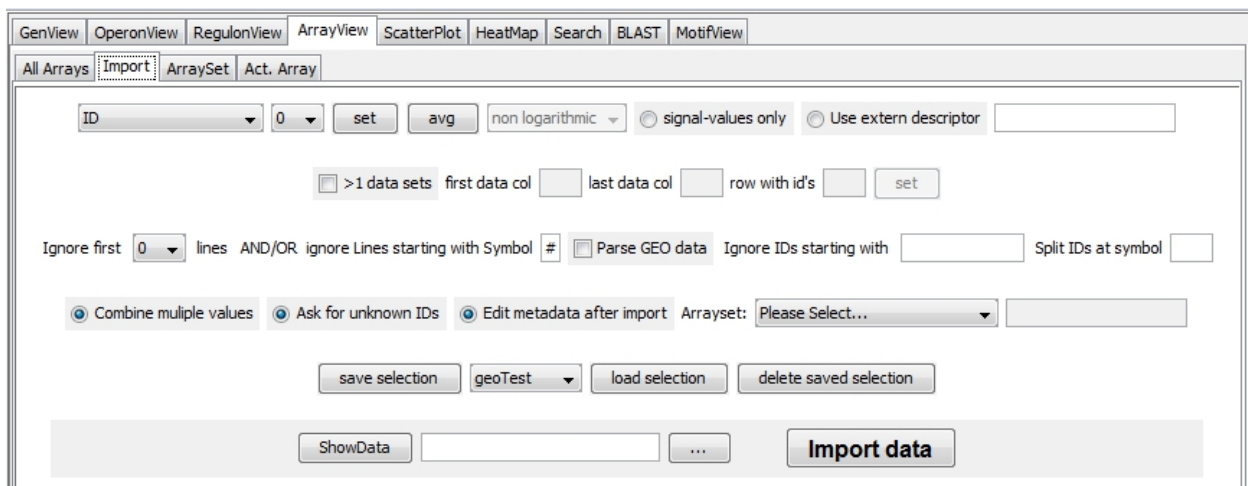 GenView OperonView RegulonView ArrayView ScatterPlot HeatMap Search BLAST MotifView
All Arrays Import ArraySet Act. Array
ID 0 set avg non logarithmic signal-values only Use extern descriptor
>1 data sets first data col last data col row with id's set
Ignore first 0 lines AND/OR ignore Lines starting with Symbol # Parse GEO data Ignore IDs starting with Split IDs at symbol
Combine muliple values Ask for unknown IDs Edit metadata after import Arrayset: Please Select...
save selection geoTest load selection delete saved selection
ShowData ... Import data